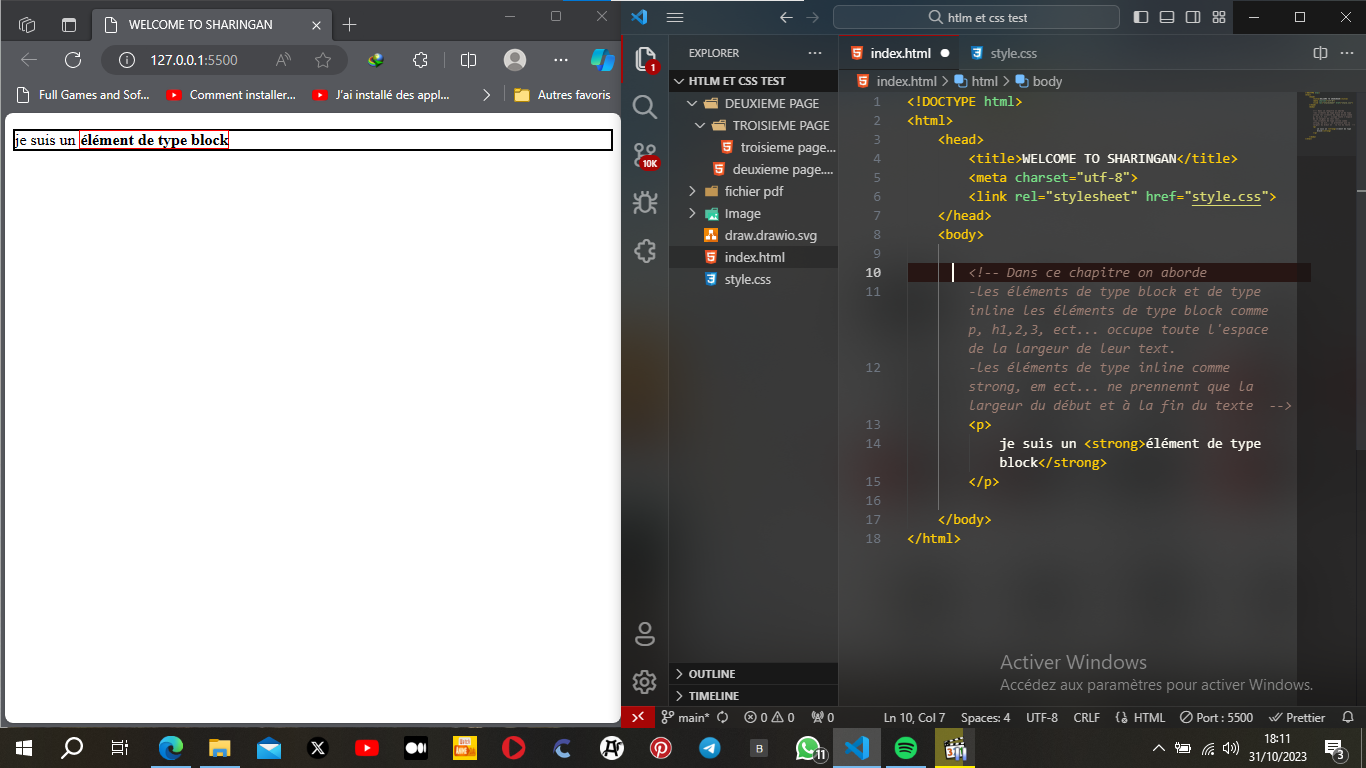 WELCOME TO SHARINGAN
127.0.0.1:5500
Full Games and Sof...
Comment installer...
J'ai installé des appl...
Autres favoris
je suis un élément de type block
htlm et css test
EXPLORER
HTLM ET CSS TEST
DEUXIEME PAGE
TROISIEME PAGE
troisieme page...
deuxieme page....
fichier pdf
Image
draw.drawio.svg
index.html
style.css
OUTLINE
TIMELINE
1
10K
index.html
style.css
index.html > html > body
1 <!DOCTYPE html>
2 <html>
3 <head>
4 <title>WELCOME TO SHARINGAN</title>
5 <meta charset="utf-8">
6 <link rel="stylesheet" href="style.css">
7 </head>
8 <body>
9
10 <!-- Dans ce chapitre on aborde
11 -les éléments de type block et de type
inline les éléments de type block comme
p, h1,2,3, ect... occupe toute l'espace
de la largeur de leur text.
12 -les éléments de type inline comme
strong, em ect... ne prennennt que la
largeur du début et à la fin du texte -->
13 <p>
14 je suis un <strong>élément de type
block</strong>
15 </p>
16
17 </body>
18 </html>
Activer Windows
Accédez aux paramètres pour activer Windows.
main* 0 0 0 Ln 10, Col 7 Spaces: 4 UTF-8 CRLF HTML Port : 5500 Prettier
11
18:11
31/10/2023
3